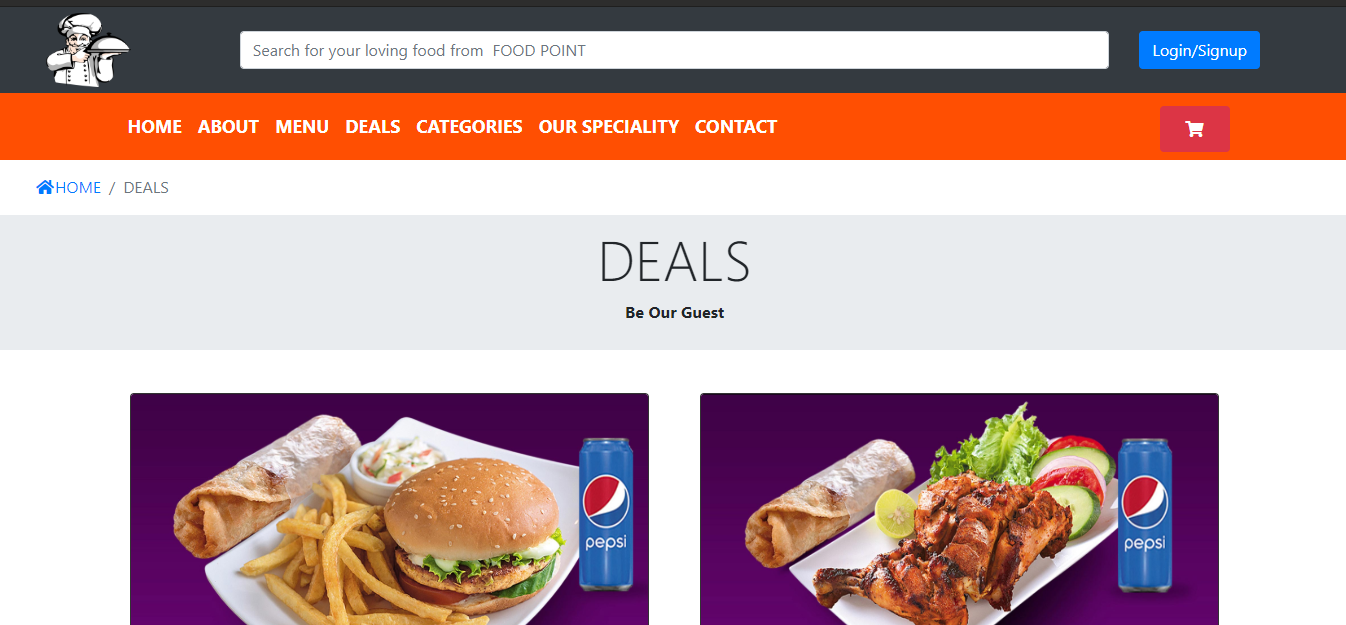 Search for your loving food from FOOD POINT
Login/Signup
HOME ABOUT MENU DEALS CATEGORIES OUR SPECIALITY CONTACT
HOME / DEALS
DEALS
Be Our Guest
pepsi
pepsi